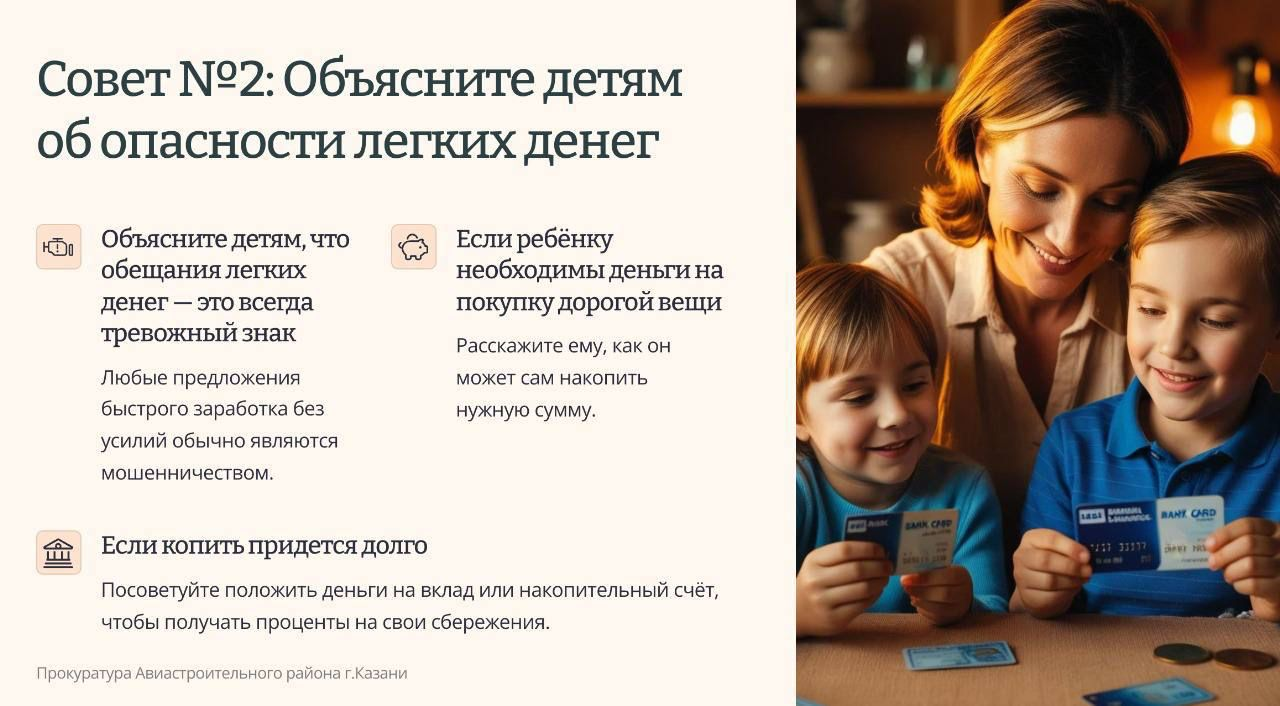 Совет №2: Объясните детям
об опасности легких денег
Объясните детям, что
обещания легких
денег — это всегда
тревожный знак
Любые предложения
быстрого заработка без
усилий обычно являются
мошенничеством.
Если ребёнку
необходимы деньги на
покупку дорогой вещи
Расскажите ему, как он
может сам накопить
нужную сумму.
Если копить придется долго
Посоветуйте положить деньги на вклад или накопительный счёт,
чтобы получать проценты на свои сбережения.
Прокуратура Авиастроительного района г.Казани
BANK CARD
BANK CARD